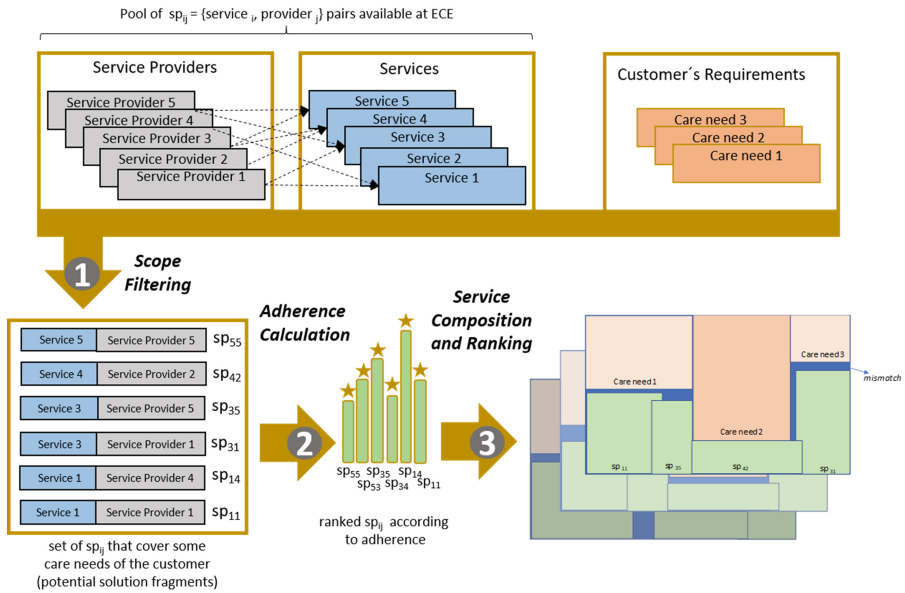 Pool of spij = {service i, provider j} pairs available at ECE
Service Providers
Services
Customer´s Requirements
Service Provider 5
Service Provider 4
Service Provider 3
Service Provider 2
Service Provider 1
Service 5
Service 4
Service 3
Service 2
Service 1
Care need 3
Care need 2
Care need 1
1
Scope
Filtering
Service 5 Service Provider 5 sp55
Service 4 Service Provider 2 sp42
Service 3 Service Provider 5 sp35
Service 3 Service Provider 1 sp31
Service 1 Service Provider 4 sp14
Service 1 Service Provider 1 sp11
set of spij that cover some
care needs of the customer
(potential solution fragments)
Adherence
Calculation
2
sp55 sp35 sp14
sp53 sp34 sp11
ranked spij according
to adherence
Service
Composition
and Ranking
3
Care need 1
Care need 2
Care need 3
mismatch
sp11 sp35 sp42 sp31